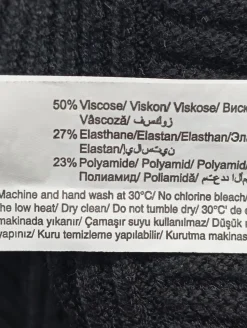 50% Viscose/ Viskon/ Viskose/ Виск
Vâscoză/ فسكوز
27% Elasthane/Elastan/Elasthan/Эла
Elastan/إيلاستين
23% Polyamide/ Polyamid/ Polyamid/
Полиамид/ Poliamidă/
Machine and hand wash at 30°C/ No chlorine bleach/
he low heat/ Dry clean/ Do not tumble dry/ 30°C' de e
makinada yıkanır/ Çamaşır suyu kullanılmaz/ Düşük ı
yapınız/ Kuru temizleme yapılabilir/ Kurutma makinas